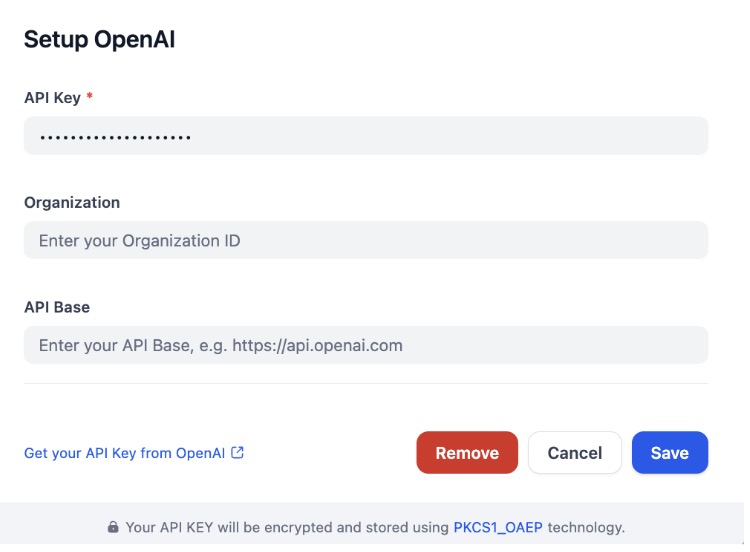 Setup OpenAI
API Key *
••••••••••••••••••••
Organization
Enter your Organization ID
API Base
Enter your API Base, e.g. https://api.openai.com
Get your API Key from OpenAI
Remove
Cancel
Save
Your API KEY will be encrypted and stored using PKCS1_OAEP technology.